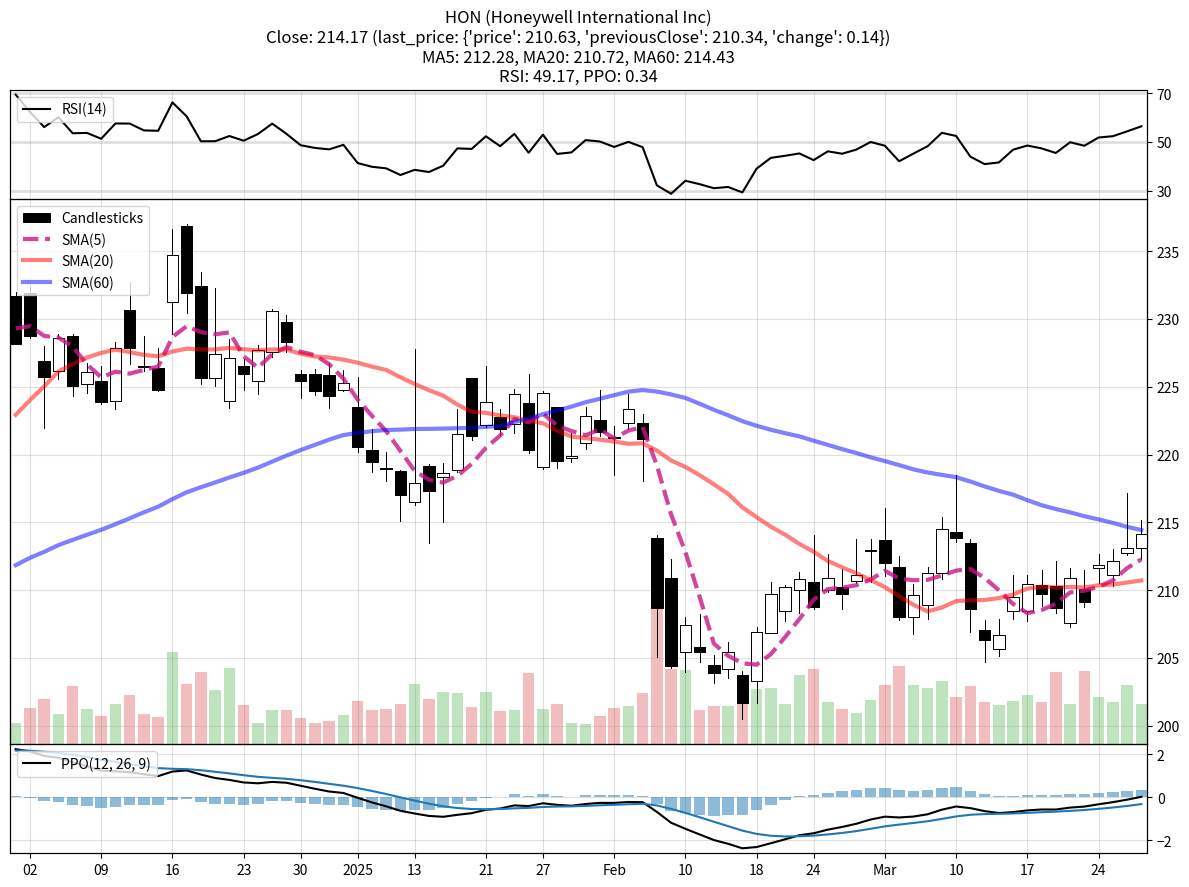 HON (Honeywell International Inc)
Close: 214.17 (last_price: {'price': 210.63, 'previousClose': 210.34, 'change': 0.14})
MA5: 212.28, MA20: 210.72, MA60: 214.43
RSI: 49.17, PPO: 0.34
RSI(14)
70
50
30
Candlesticks
SMA(5)
SMA(20)
SMA(60)
235
230
225
220
215
210
205
200
PPO(12, 26, 9)
2
0
−2
02 09 16 23 30 2025 13 21 27 Feb 10 18 24 Mar 10 17 24